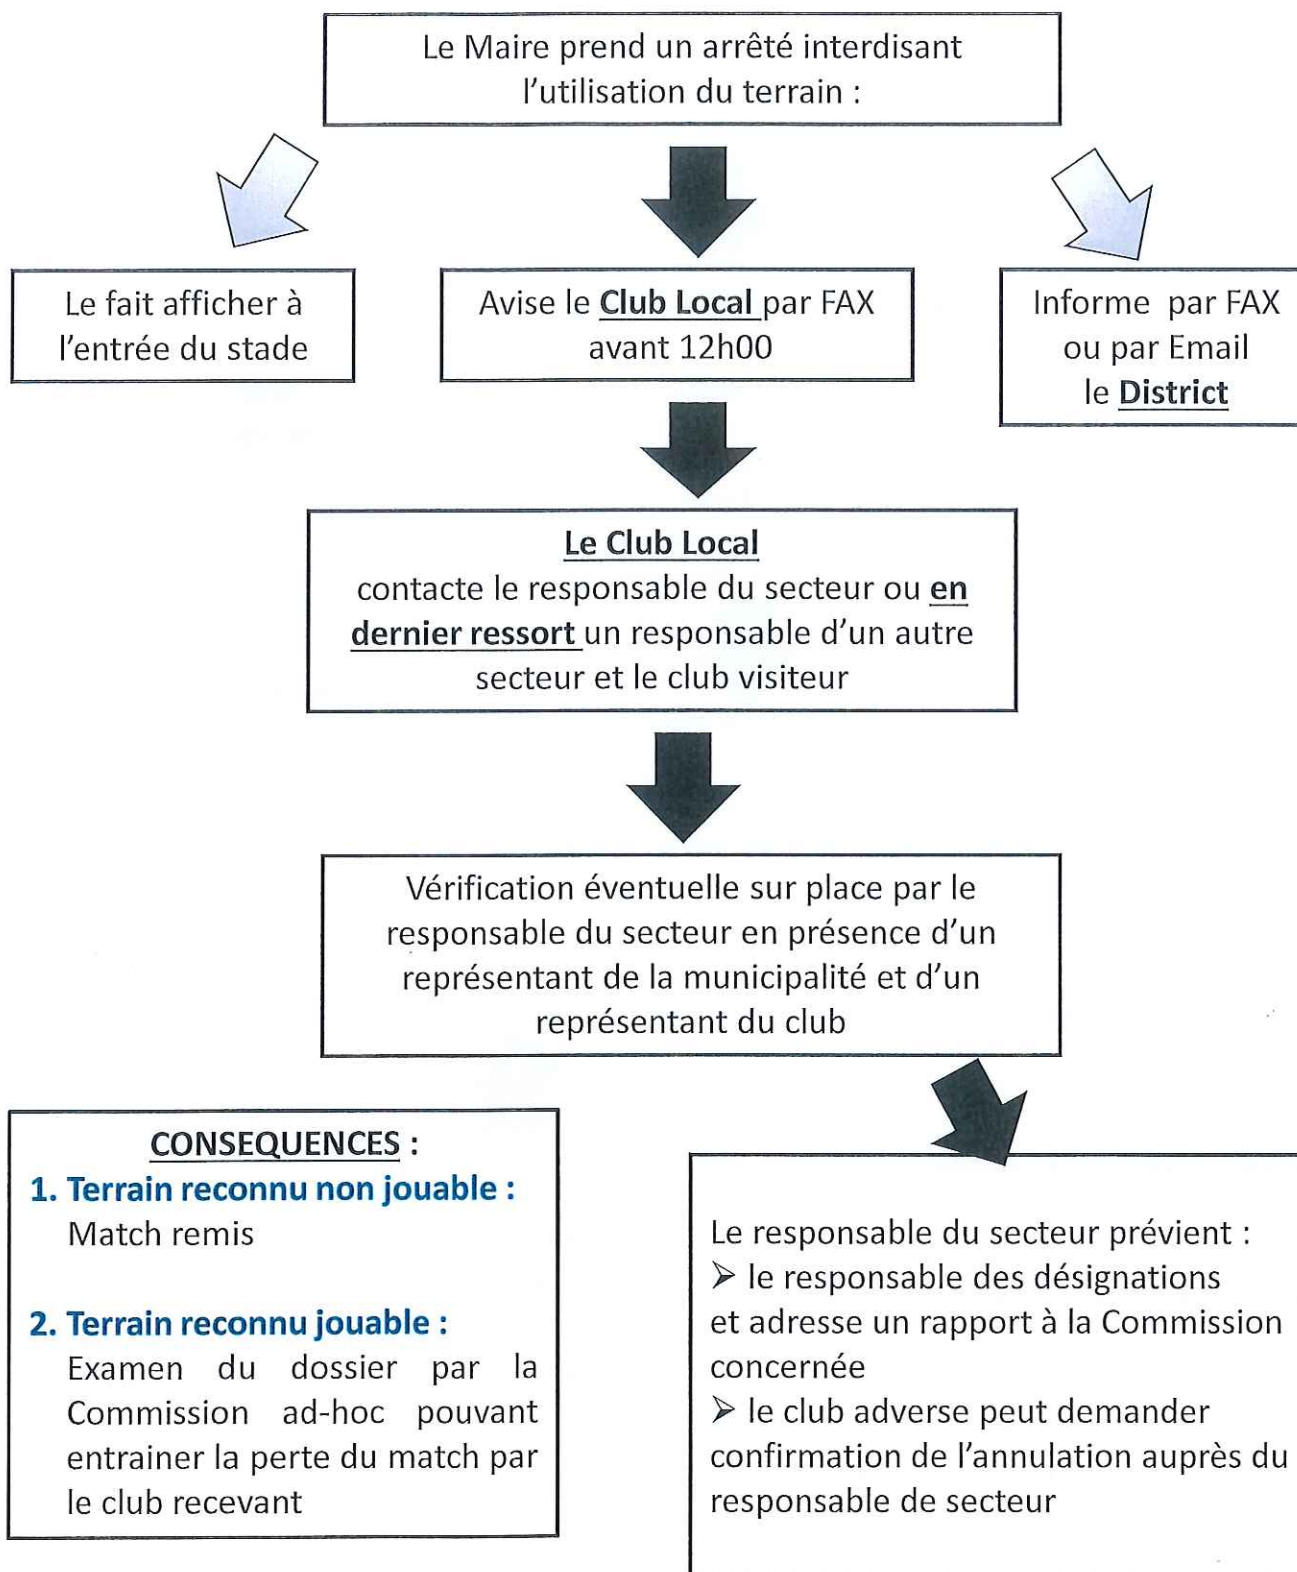 Le Maire prend un arrêté interdisant
l'utilisation du terrain :
Le fait afficher à
l'entrée du stade
Avise le Club Local par FAX
avant 12h00
Informe par FAX
ou par Email
le District
Le Club Local
contacte le responsable du secteur ou en
dernier ressort un responsable d'un autre
secteur et le club visiteur
Vérification éventuelle sur place par le
responsable du secteur en présence d'un
représentant de la municipalité et d'un
représentant du club
CONSEQUENCES :
1. Terrain reconnu non jouable :
Match remis
2. Terrain reconnu jouable :
Examen du dossier par la
Commission ad-hoc pouvant
entrainer la perte du match par
le club recevant
Le responsable du secteur prévient :
➢ le responsable des désignations
et adresse un rapport à la Commission
concernée
➢ le club adverse peut demander
confirmation de l'annulation auprès du
responsable de secteur